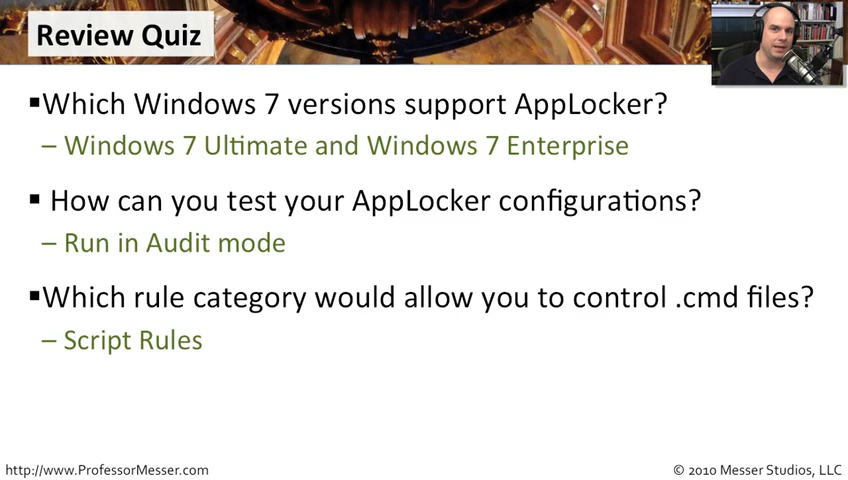 Review Quiz
▪Which Windows 7 versions support AppLocker?
– Windows 7 Ultimate and Windows 7 Enterprise
▪ How can you test your AppLocker configurations?
– Run in Audit mode
▪Which rule category would allow you to control .cmd files?
– Script Rules
http://www.ProfessorMesser.com
© 2010 Messer Studios, LLC